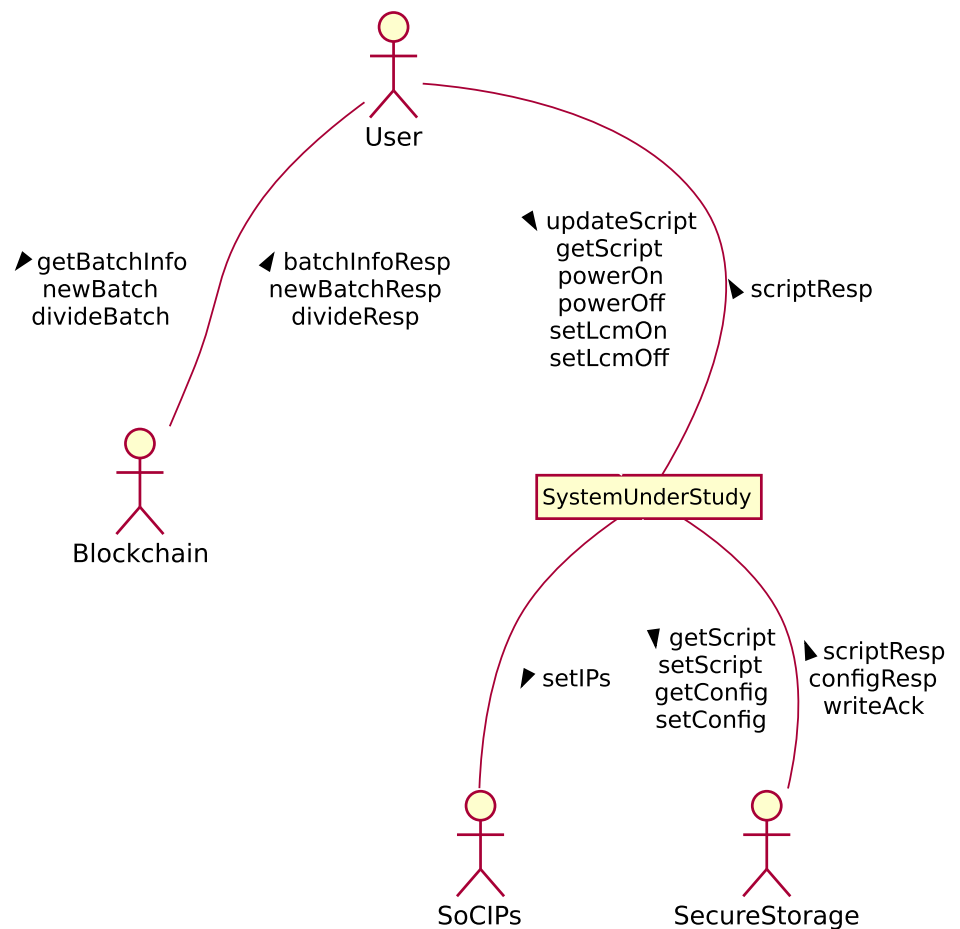 User
updateScript
getScript
powerOn
powerOff
setLcmOn
setLcmOff
getBatchInfo
newBatch
divideBatch
batchInfoResp
newBatchResp
divideResp
scriptResp
SystemUnderStudy
Blockchain
getScript
setScript
getConfig
setConfig
scriptResp
configResp
writeAck
setIPs
SoCIPs
SecureStorage